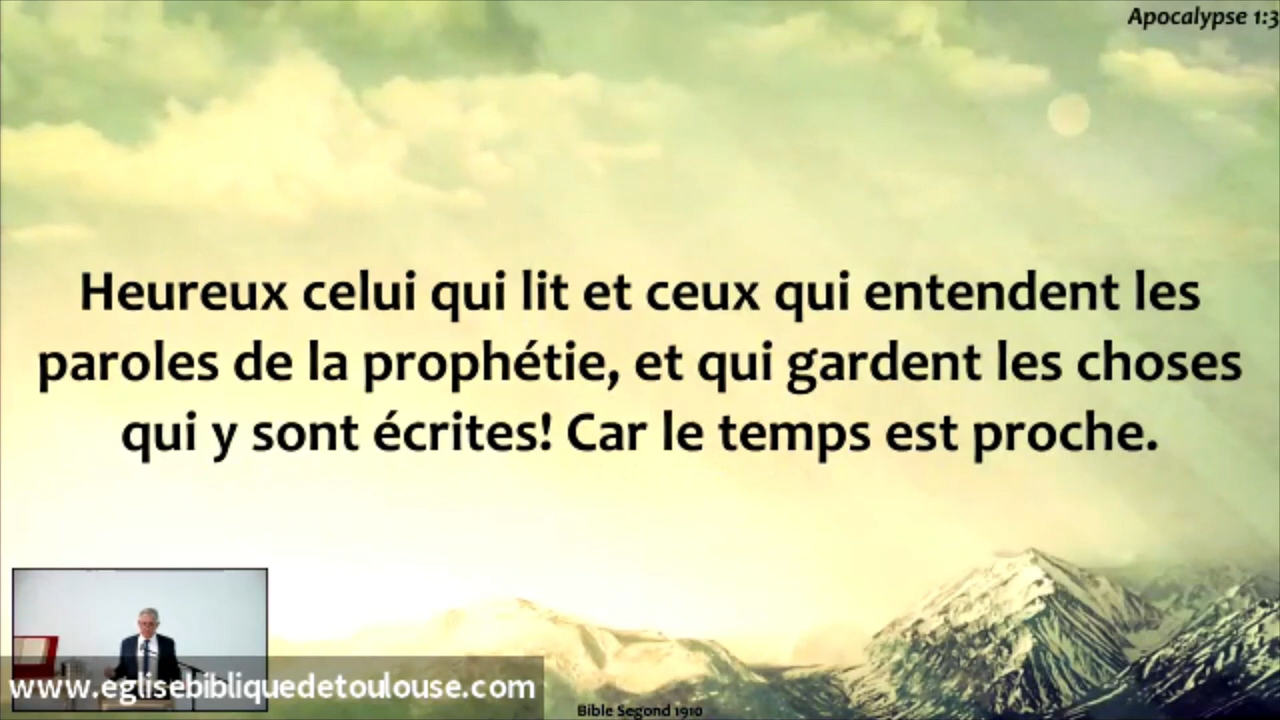 Apocalypse 1:3
Heureux celui qui lit et ceux qui entendent les
paroles de la prophétie, et qui gardent les choses
qui y sont écrites! Car le temps est proche.
www.eglisebibliquedetoulouse.com
Bible Segond 1910